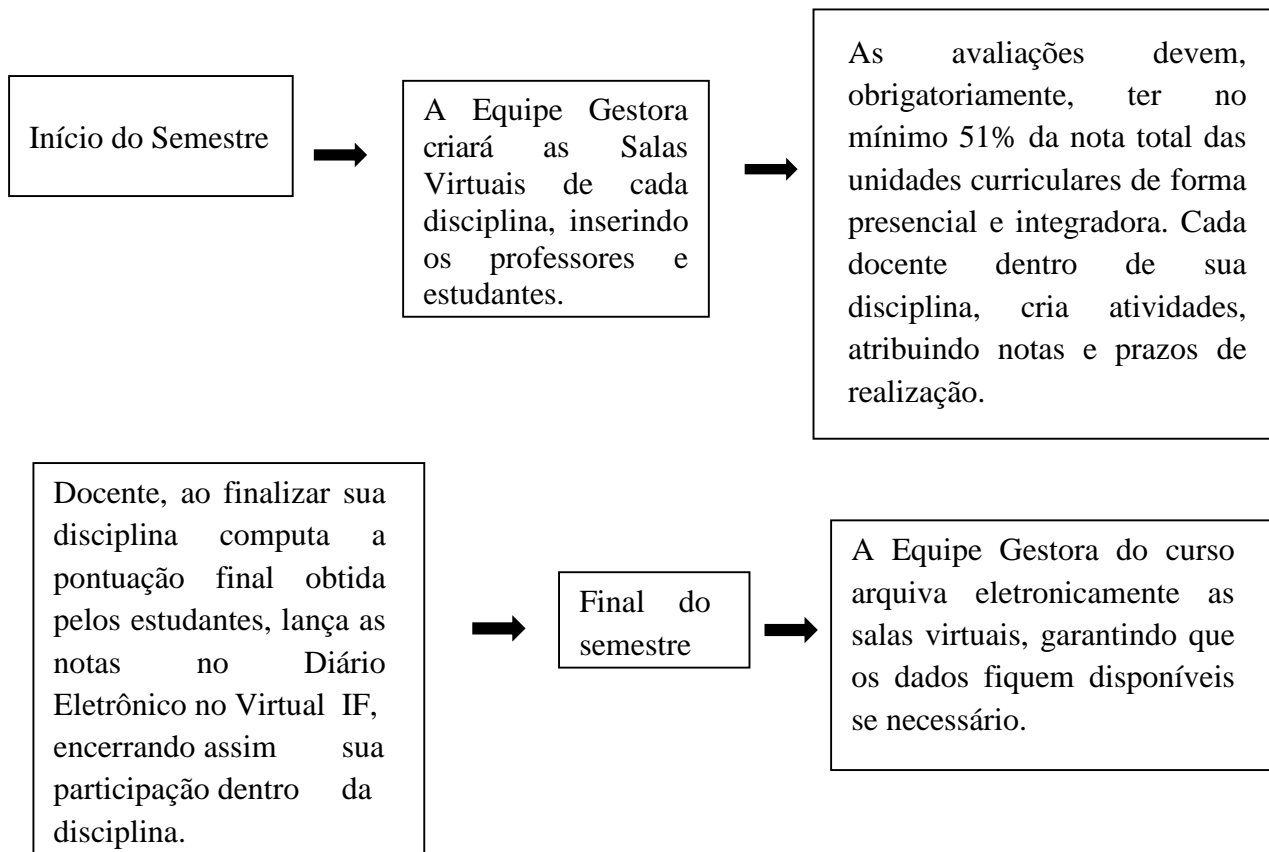 Início do Semestre
A Equipe Gestora
criará as Salas
Virtuais de cada
disciplina, inserindo
os professores e
estudantes.
As avaliações devem,
obrigatoriamente, ter no
mínimo 51% da nota total das
unidades curriculares de forma
presencial e integradora. Cada
docente dentro de sua
disciplina, cria atividades,
atribuindo notas e prazos de
realização.
Docente, ao finalizar sua
disciplina computa a
pontuação final obtida
pelos estudantes, lança as
notas no Diário
Eletrônico no Virtual IF,
encerrando assim sua
participação dentro da
disciplina.
Final do
semestre
A Equipe Gestora do curso
arquiva eletronicamente as
salas virtuais, garantindo que
os dados fiquem disponíveis
se necessário.